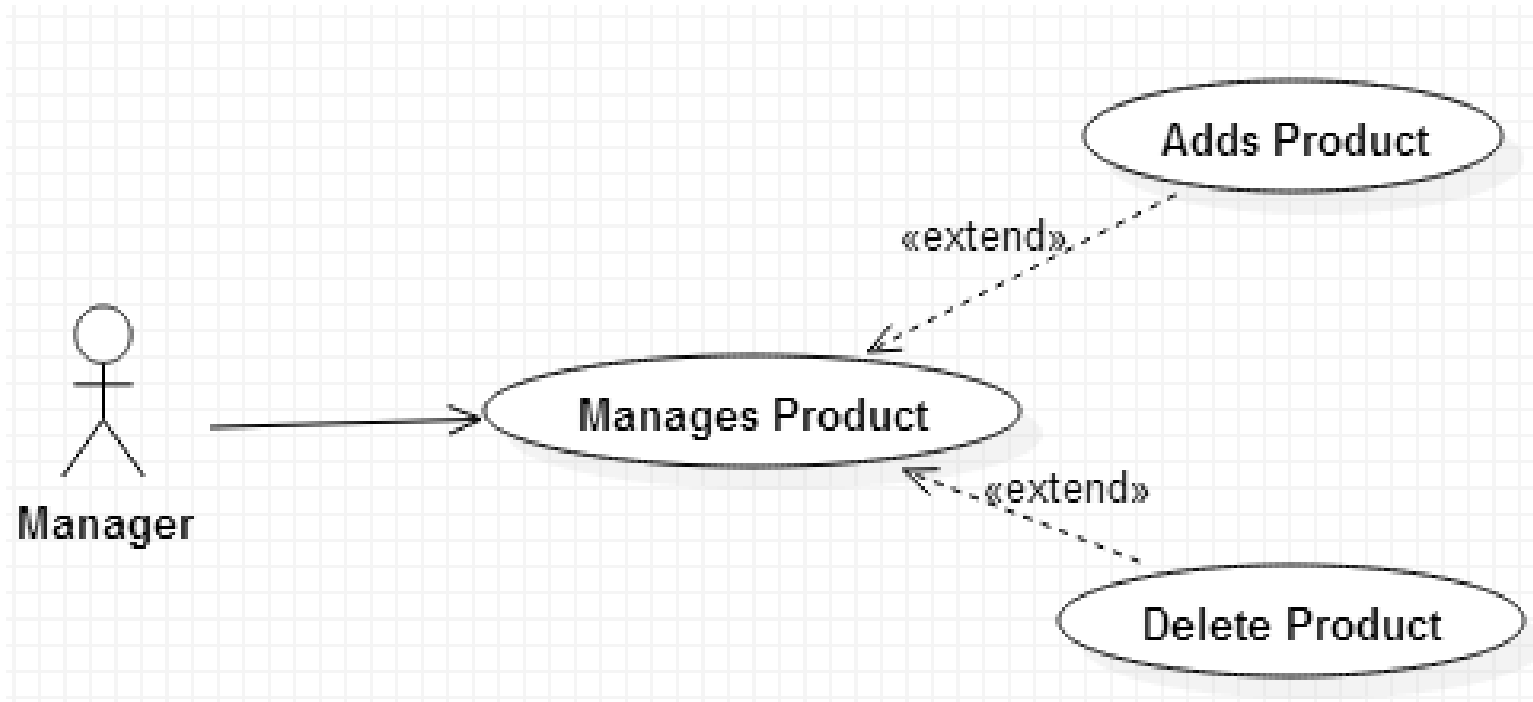 Adds Product
«extend»
Manages Product
«extend»
Manager
Delete Product